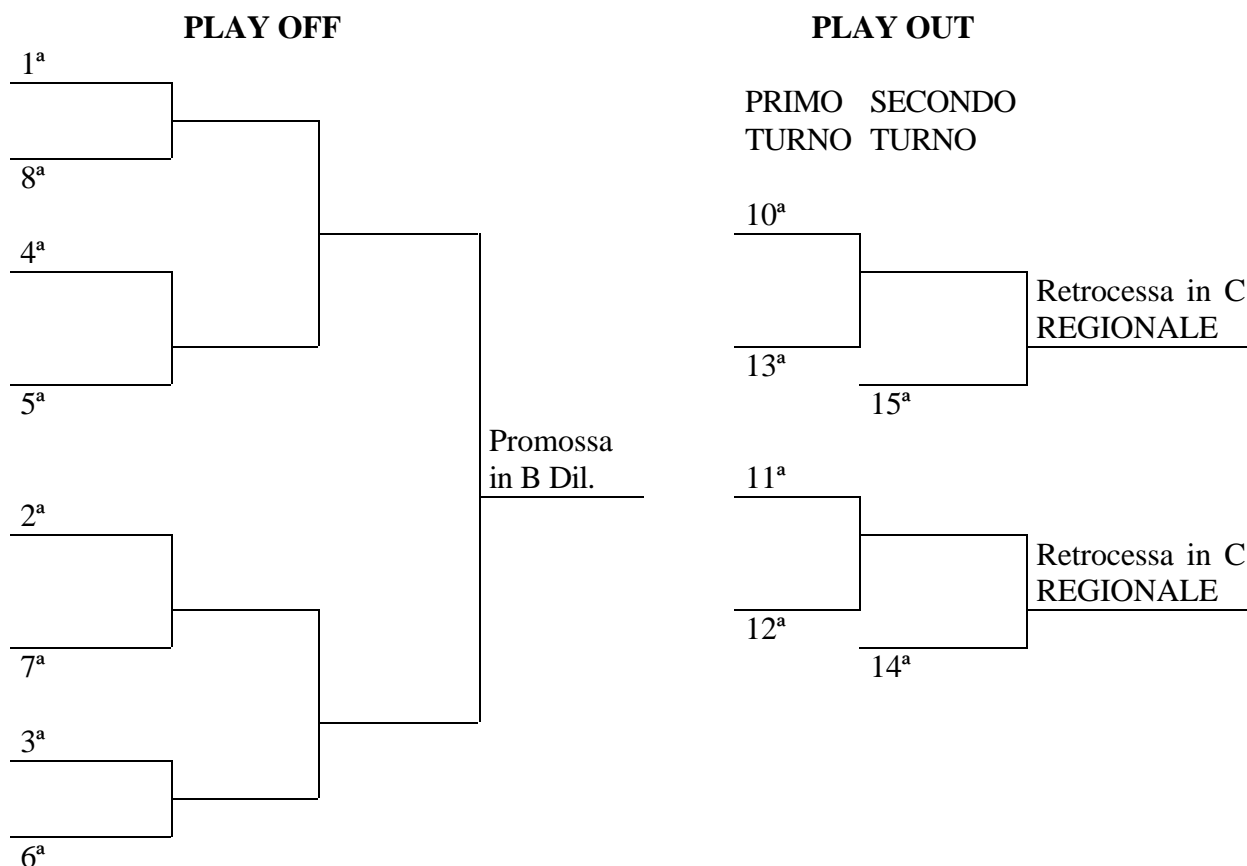 PLAY OFF
1ª
8ª
4ª
5ª
Promossa
in B Dil.
2ª
7ª
3ª
6ª
PLAY OUT
PRIMO SECONDO
TURNO TURNO
10ª
13ª
15ª
Retrocessa in C
REGIONALE
11ª
12ª
14ª
Retrocessa in C
REGIONALE